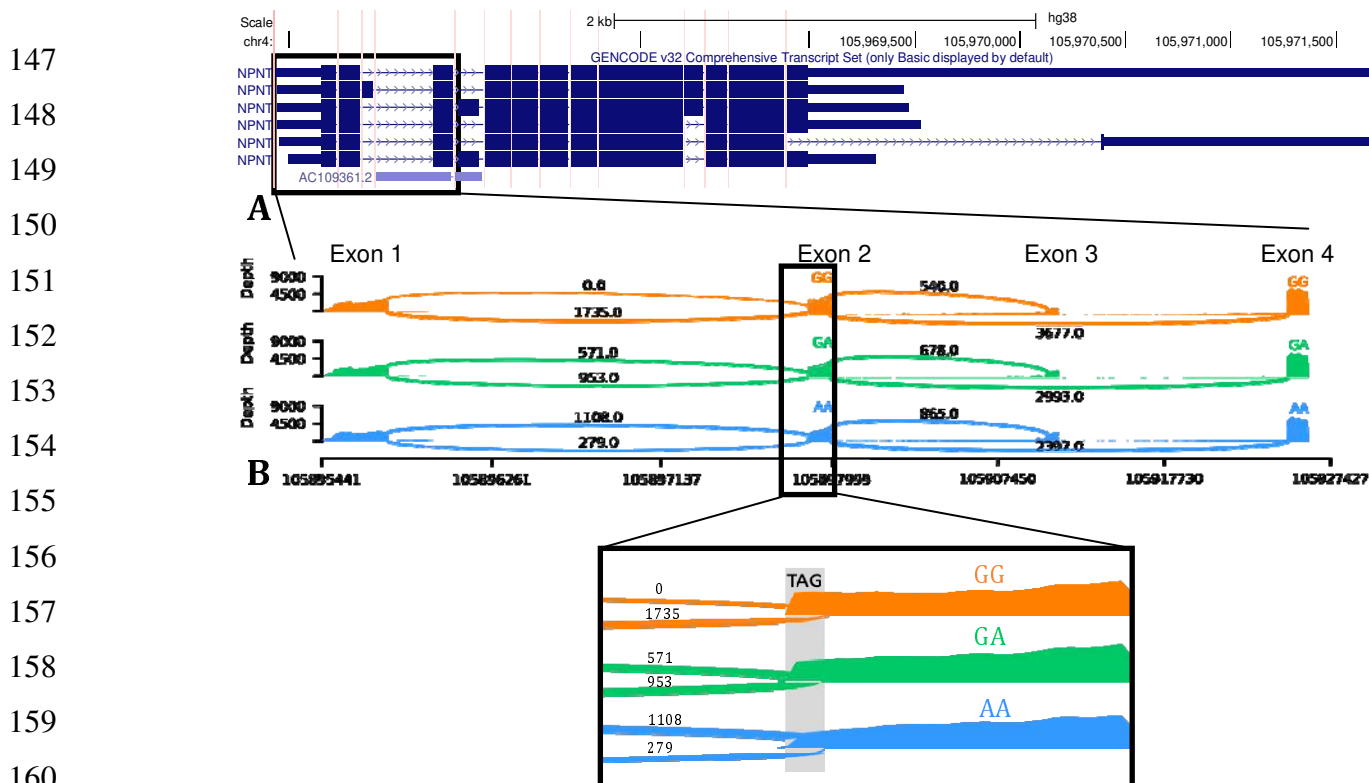 147
148
149
150
151
152
153
154
155
156
157
158
159
160
Scale
2 kb
hg38
chr4:
105,969,500
105,970,000
105,970,500
105,971,000
105,971,500
GENCODE v32 Comprehensive Transcript Set (only Basic displayed by default)
NPNT
NPNT
NPNT
NPNT
NPNT
NPNT
AC109361.2
A
Exon 1
Exon 2
Exon 3
Exon 4
Depth
9000
4500
0.0
1735.0
GG
540.0
3677.0
GG
Depth
9000
4500
571.0
953.0
GA
678.0
2993.0
GA
Depth
9000
4500
1108.0
279.0
AA
865.0
2397.0
AA
B
105895441
105896261
105897137
105897999
105907450
105917730
105927427
TAG
GG
0
1735
GA
571
953
AA
1108
279